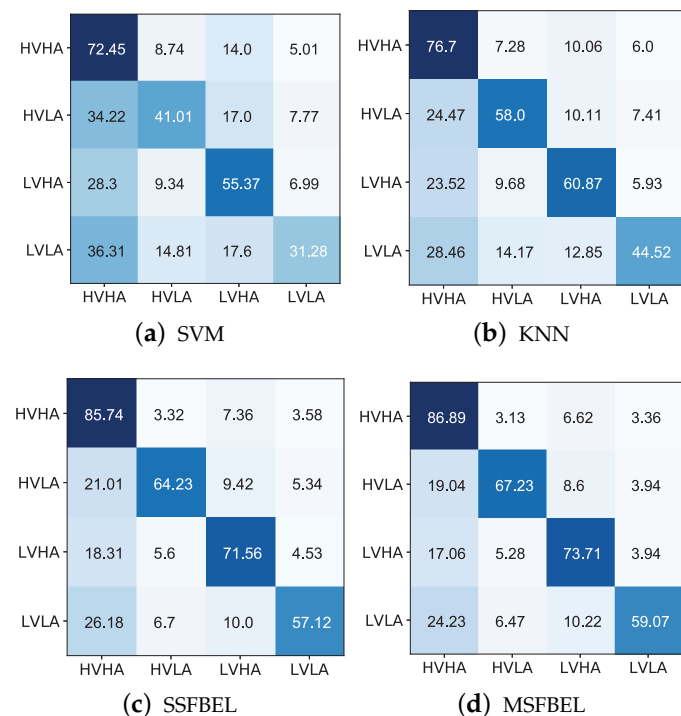 HVHA 72.45 8.74 14.0 5.01
HVLA 34.22 41.01 17.0 7.77
LVHA 28.3 9.34 55.37 6.99
LVLA 36.31 14.81 17.6 31.28
HVHA HVLA LVHA LVLA
(a) SVM
HVHA 76.7 7.28 10.06 6.0
HVLA 24.47 58.0 10.11 7.41
LVHA 23.52 9.68 60.87 5.93
LVLA 28.46 14.17 12.85 44.52
HVHA HVLA LVHA LVLA
(b) KNN
HVHA 85.74 3.32 7.36 3.58
HVLA 21.01 64.23 9.42 5.34
LVHA 18.31 5.6 71.56 4.53
LVLA 26.18 6.7 10.0 57.12
HVHA HVLA LVHA LVLA
(c) SSFBEL
HVHA 86.89 3.13 6.62 3.36
HVLA 19.04 67.23 8.6 3.94
LVHA 17.06 5.28 73.71 3.94
LVLA 24.23 6.47 10.22 59.07
HVHA HVLA LVHA LVLA
(d) MSFBEL